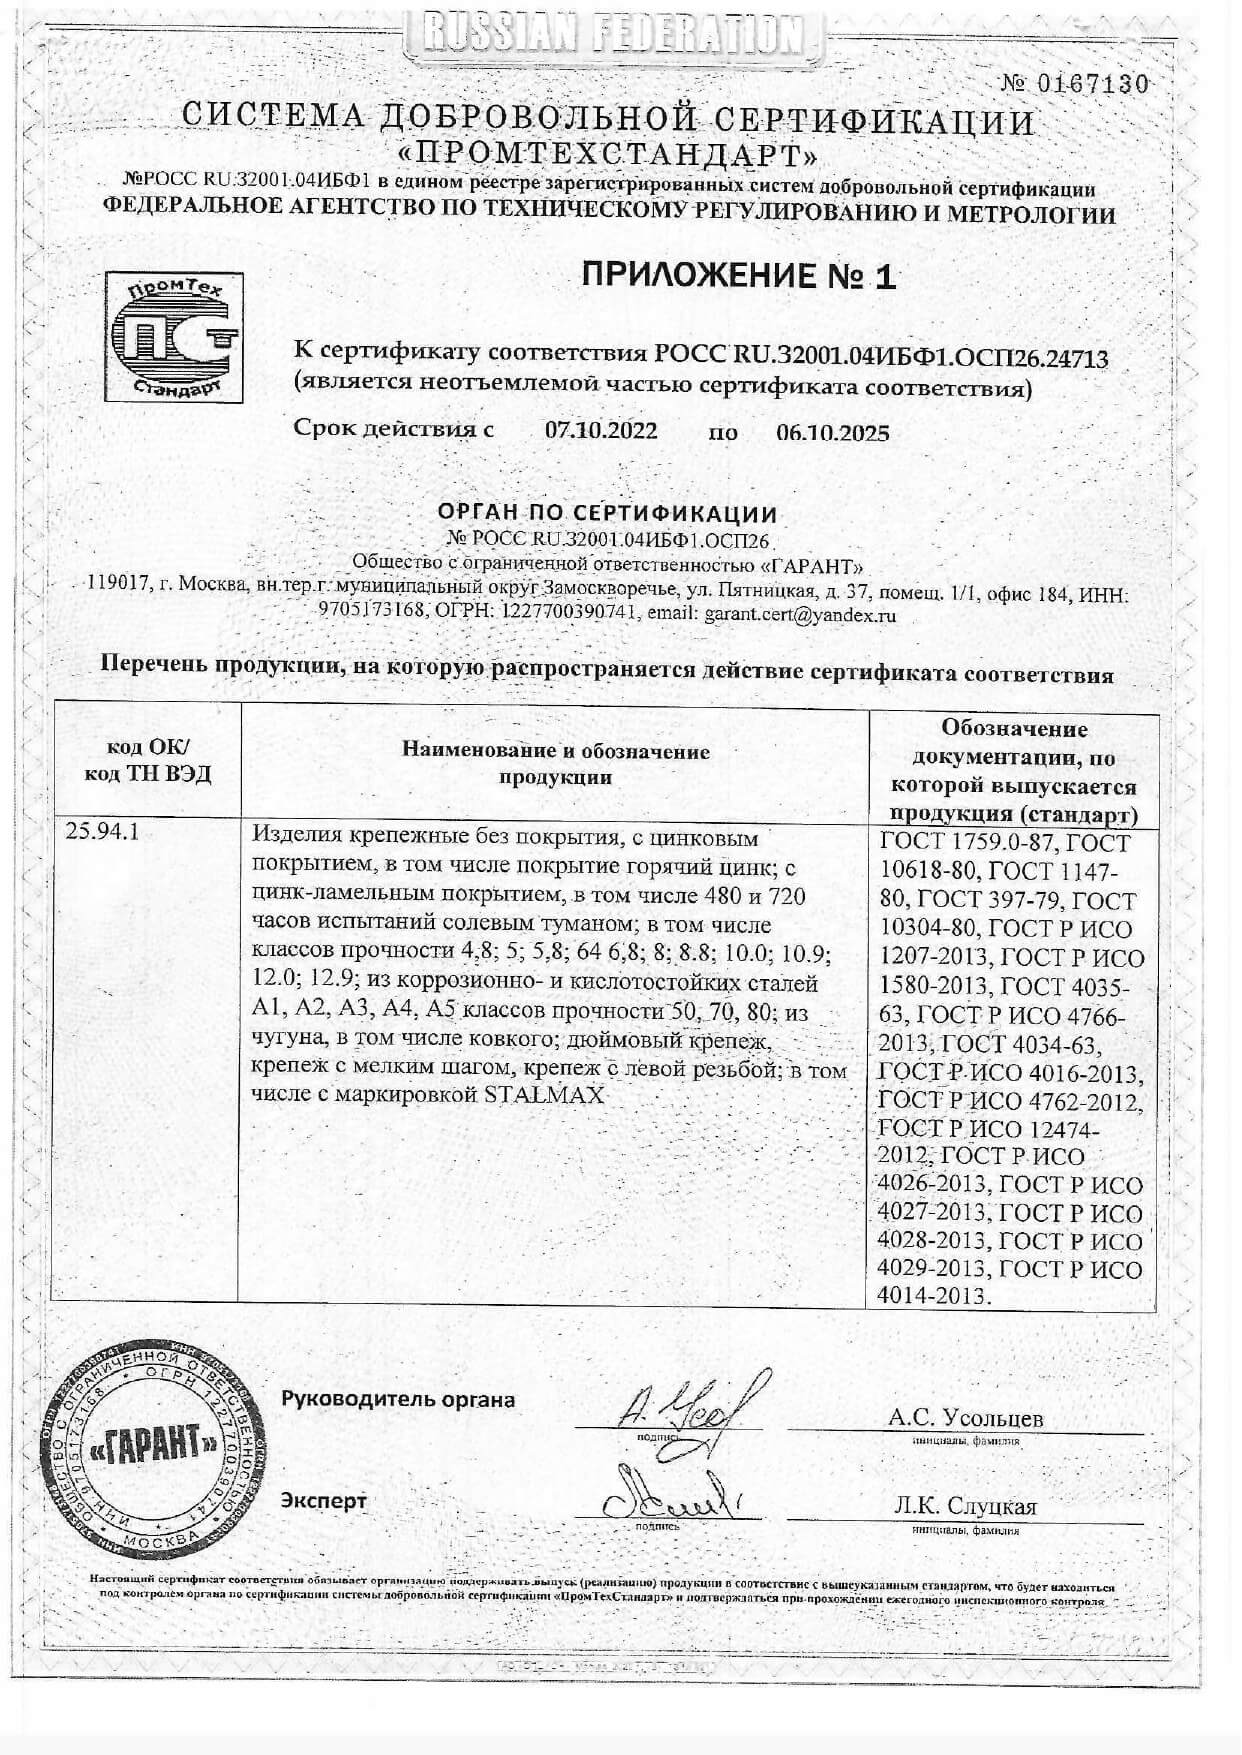 RUSSIAN FEDERATION
№ 0167130
СИСТЕМА ДОБРОВОЛЬНОЙ СЕРТИФИКАЦИИ
«ПРОМТЕХСТАНДАРТ»
№РОСС RU.32001.04ИБФ1 в едином реестре зарегистрированных систем добровольной сертификации
ФЕДЕРАЛЬНОЕ АГЕНТСТВО ПО ТЕХНИЧЕСКОМУ РЕГУЛИРОВАНИЮ И МЕТРОЛОГИИ
ПРИЛОЖЕНИЕ № 1
ПромТех
ПСТ
Стандарт
К сертификату соответствия РОСС RU.32001.04ИБФ1.ОСП26.24713
(является неотъемлемой частью сертификата соответствия)
Срок действия с 07.10.2022 по 06.10.2025
ОРГАН ПО СЕРТИФИКАЦИИ
№ РОСС RU.32001.04ИБФ1.ОСП26
Общество с ограниченной ответственностью «ГАРАНТ»
119017, г. Москва, вн.тер.г. муниципальный округ Замоскворечье, ул. Пятницкая, д. 37, помещ. 1/1, офис 184, ИНН:
9705173168, ОГРН: 1227700390741, email: garant.cert@yandex.ru
Перечень продукции, на которую распространяется действие сертификата соответствия
код ОК/
код ТН ВЭД
Наименование и обозначение
продукции
Обозначение
документации, по
которой выпускается
продукция (стандарт)
25.94.1
Изделия крепежные без покрытия, с цинковым
покрытием, в том числе покрытие горячий цинк; с
цинк-ламельным покрытием, в том числе 480 и 720
часов испытаний солевым туманом; в том числе
классов прочности 4,8; 5; 5,8; 64 6,8; 8; 8.8; 10.0; 10.9;
12.0; 12.9; из коррозионно- и кислотостойких сталей
А1, А2, А3, А4, А5 классов прочности 50, 70, 80; из
чугуна, в том числе ковкого; дюймовый крепеж,
крепеж с мелким шагом, крепеж с левой резьбой; в том
числе с маркировкой STALMAX
ГОСТ 1759.0-87, ГОСТ
10618-80, ГОСТ 1147-
80, ГОСТ 397-79, ГОСТ
10304-80, ГОСТ Р ИСО
1207-2013, ГОСТ Р ИСО
1580-2013, ГОСТ 4035-
63, ГОСТ Р ИСО 4766-
2013, ГОСТ 4034-63,
ГОСТ Р ИСО 4016-2013,
ГОСТ Р ИСО 4762-2012,
ГОСТ Р ИСО 12474-
2012, ГОСТ Р ИСО
4026-2013, ГОСТ Р ИСО
4027-2013, ГОСТ Р ИСО
4028-2013, ГОСТ Р ИСО
4029-2013, ГОСТ Р ИСО
4014-2013.
ОБЩЕСТВО С ОГРАНИЧЕННОЙ ОТВЕТСТВЕННОСТЬЮ
ИНН 9705173168 • ОГРН 1227700390741
«ГАРАНТ»
МОСКВА
Руководитель органа
подпись
А.С. Усольцев
инициалы, фамилия
Эксперт
подпись
Л.К. Слуцкая
инициалы, фамилия
Настоящий сертификат соответствия обязывает организацию поддерживать выпуск (реализацию) продукции в соответствие с вышеуказанным стандартом, что будет находиться
под контролем органа по сертификации системы добровольной сертификации «ПромТехСтандарт» и подтверждаться при прохождении ежегодного инспекционного контроля